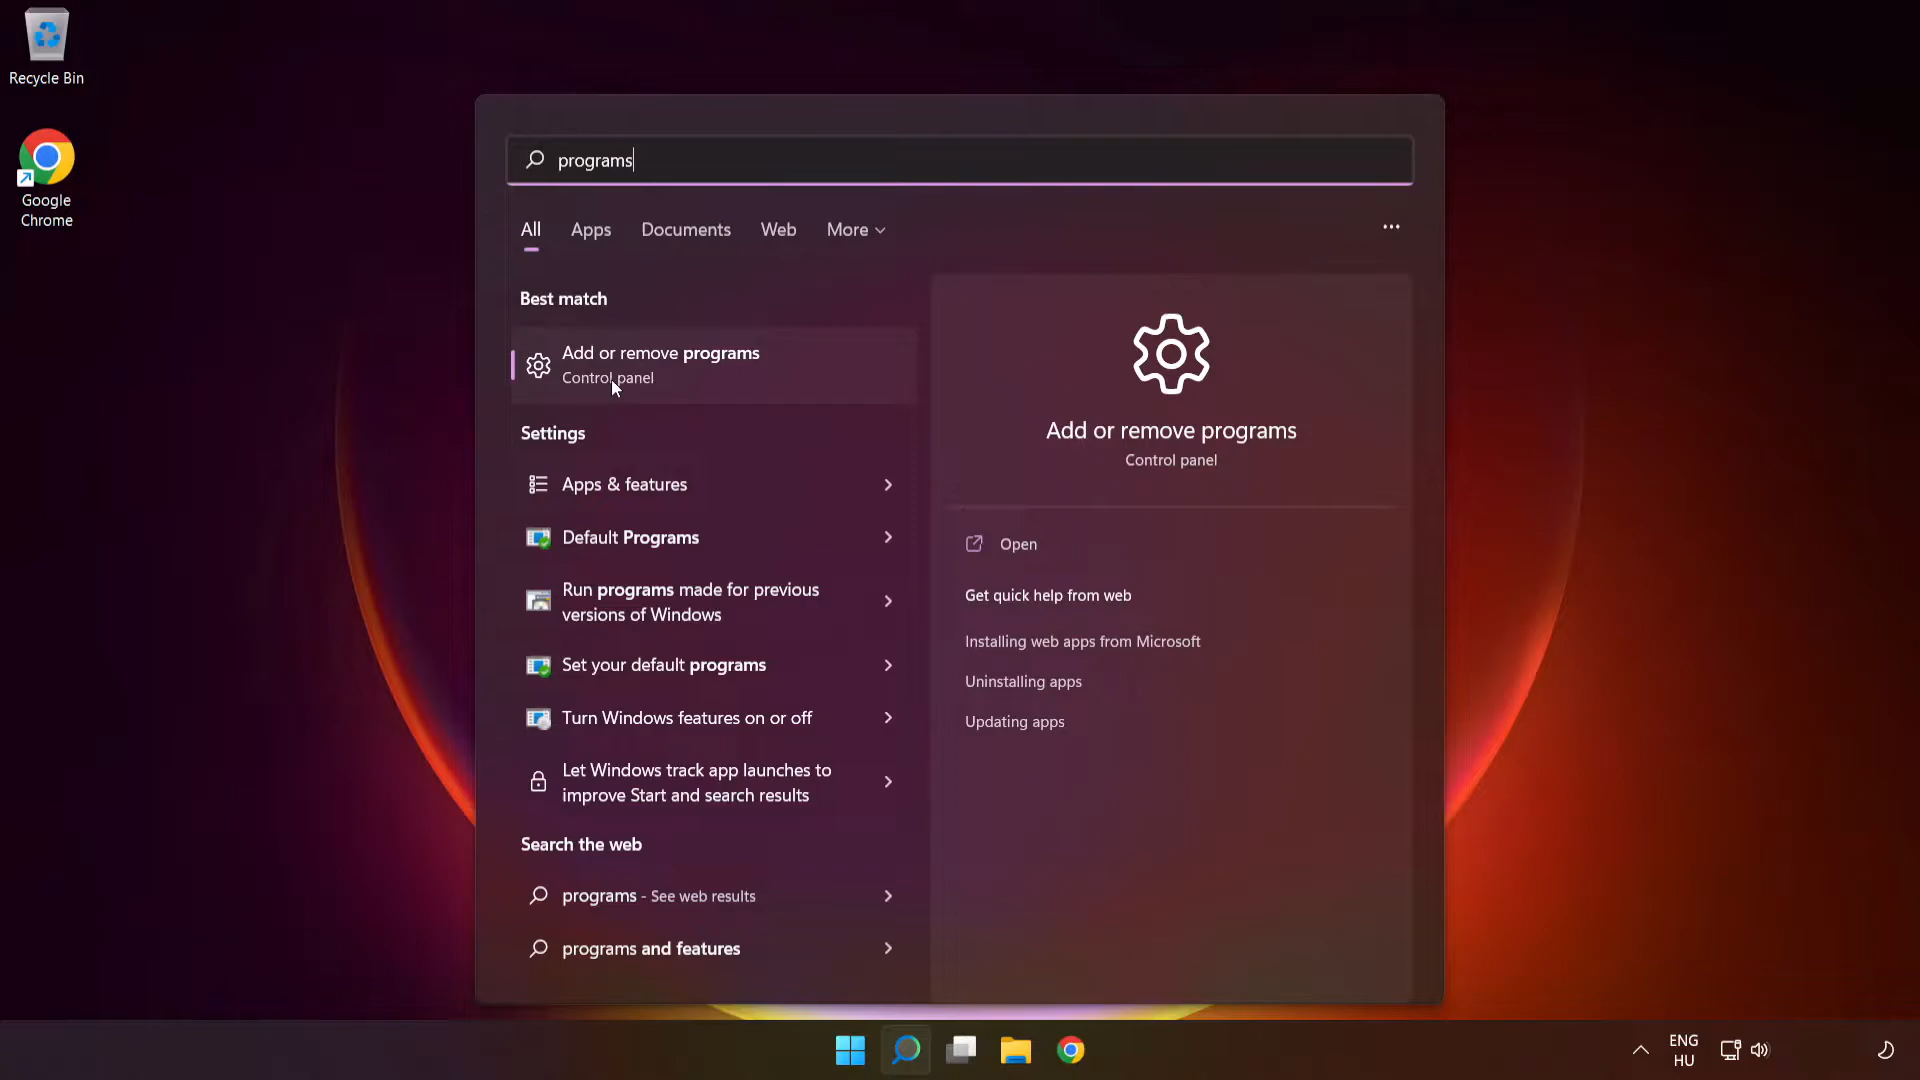 Recycle Bin
Google
Chrome
programs
All
Apps
Documents
Web
More
Best match
Add or remove programs
Control panel
Settings
Apps & features
Default Programs
Run programs made for previous
versions of Windows
Set your default programs
Turn Windows features on or off
Let Windows track app launches to
improve Start and search results
Search the web
programs - See web results
programs and features
Add or remove programs
Control panel
Open
Get quick help from web
Installing web apps from Microsoft
Uninstalling apps
Updating apps
ENG
HU